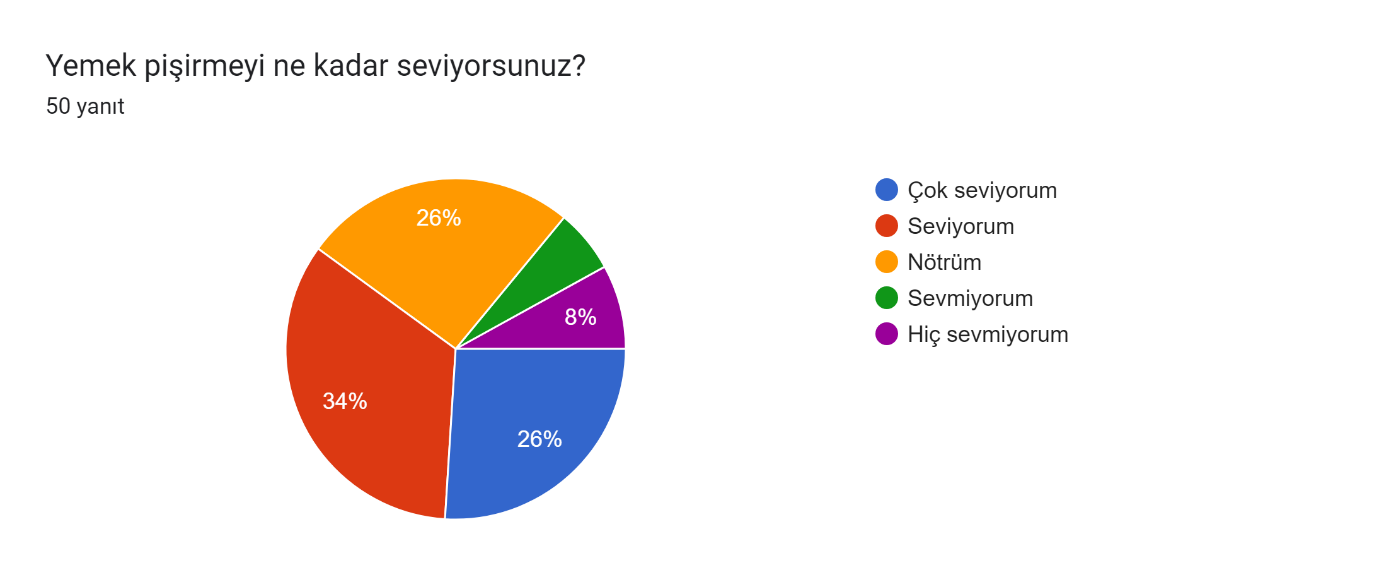 Yemek pişirmeyi ne kadar seviyorsunuz?
50 yanıt
26%
8%
34%
26%
Çok seviyorum
Seviyorum
Nötrüm
Sevmiyorum
Hiç sevmiyorum